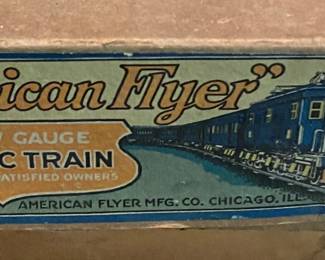 ican Flyer"
GAUGE
C TRAIN
SATISFIED OWNERS
AMERICAN FLYER MFG. CO. CHICAGO, ILL.